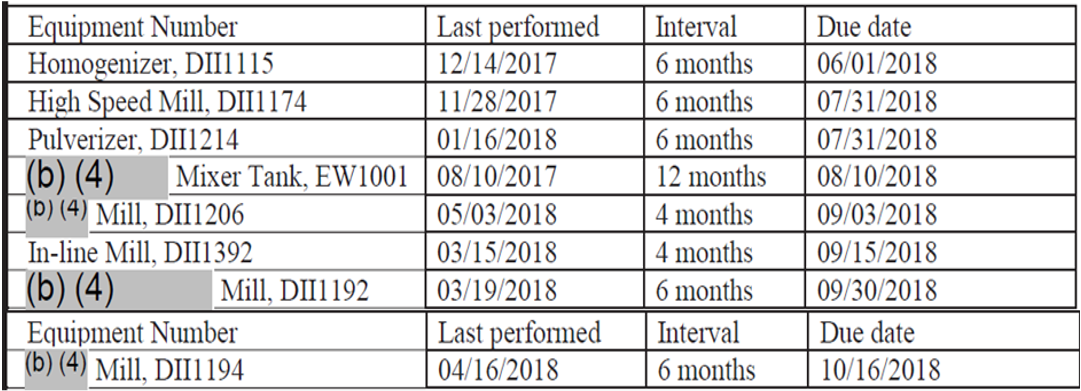 Equipment Number Last performed Interval Due date
Homogenizer, DII1115 12/14/2017 6 months 06/01/2018
High Speed Mill, DII1174 11/28/2017 6 months 07/31/2018
Pulverizer, DII1214 01/16/2018 6 months 07/31/2018
(b) (4) Mixer Tank, EW1001 08/10/2017 12 months 08/10/2018
(b) (4) Mill, DII1206 05/03/2018 4 months 09/03/2018
In-line Mill, DII1392 03/15/2018 4 months 09/15/2018
(b) (4) Mill, DII1192 03/19/2018 6 months 09/30/2018
Equipment Number Last performed Interval Due date
(b) (4) Mill, DII1194 04/16/2018 6 months 10/16/2018